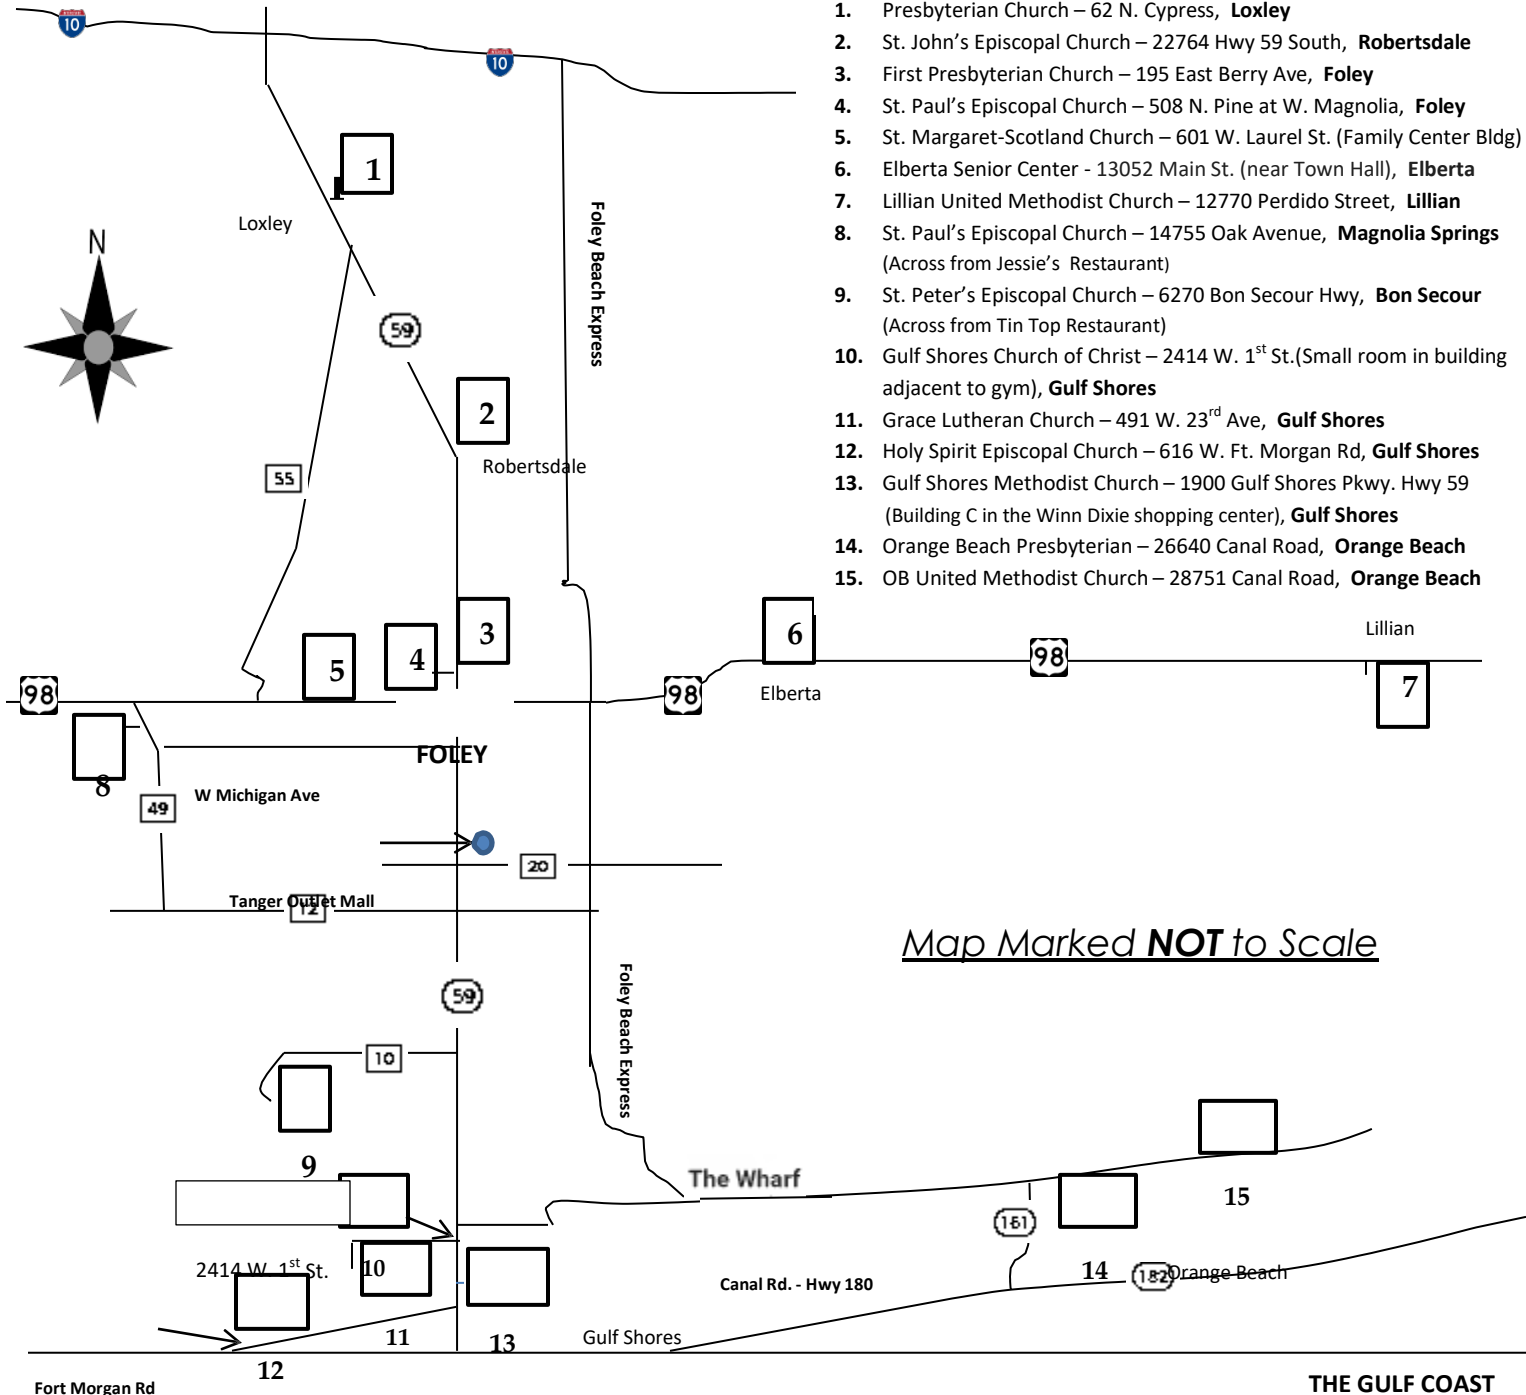 1. Presbyterian Church – 62 N. Cypress, Loxley
2. St. John’s Episcopal Church – 22764 Hwy 59 South, Robertsdale
3. First Presbyterian Church – 195 East Berry Ave, Foley
4. St. Paul’s Episcopal Church – 508 N. Pine at W. Magnolia, Foley
5. St. Margaret-Scotland Church – 601 W. Laurel St. (Family Center Bldg)
6. Elberta Senior Center - 13052 Main St. (near Town Hall), Elberta
7. Lillian United Methodist Church – 12770 Perdido Street, Lillian
8. St. Paul’s Episcopal Church – 14755 Oak Avenue, Magnolia Springs
(Across from Jessie’s Restaurant)
9. St. Peter’s Episcopal Church – 6270 Bon Secour Hwy, Bon Secour
(Across from Tin Top Restaurant)
10. Gulf Shores Church of Christ – 2414 W. 1st St.(Small room in building
adjacent to gym), Gulf Shores
11. Grace Lutheran Church – 491 W. 23rd Ave, Gulf Shores
12. Holy Spirit Episcopal Church – 616 W. Ft. Morgan Rd, Gulf Shores
13. Gulf Shores Methodist Church – 1900 Gulf Shores Pkwy. Hwy 59
(Building C in the Winn Dixie shopping center), Gulf Shores
14. Orange Beach Presbyterian – 26640 Canal Road, Orange Beach
15. OB United Methodist Church – 28751 Canal Road, Orange Beach
10
10
1
Loxley
N
Foley Beach Express
59
2
Robertsdale
55
3
4
5
6
Lillian
98
98
98
7
Elberta
FOLEY
8
49
W Michigan Ave
20
Tanger Outlet Mall
12
Map Marked NOT to Scale
59
Foley Beach Express
10
9
The Wharf
15
161
2414 W. 1st St.
10
14
182
Orange Beach
Canal Rd. - Hwy 180
11
13
Gulf Shores
12
Fort Morgan Rd
THE GULF COAST